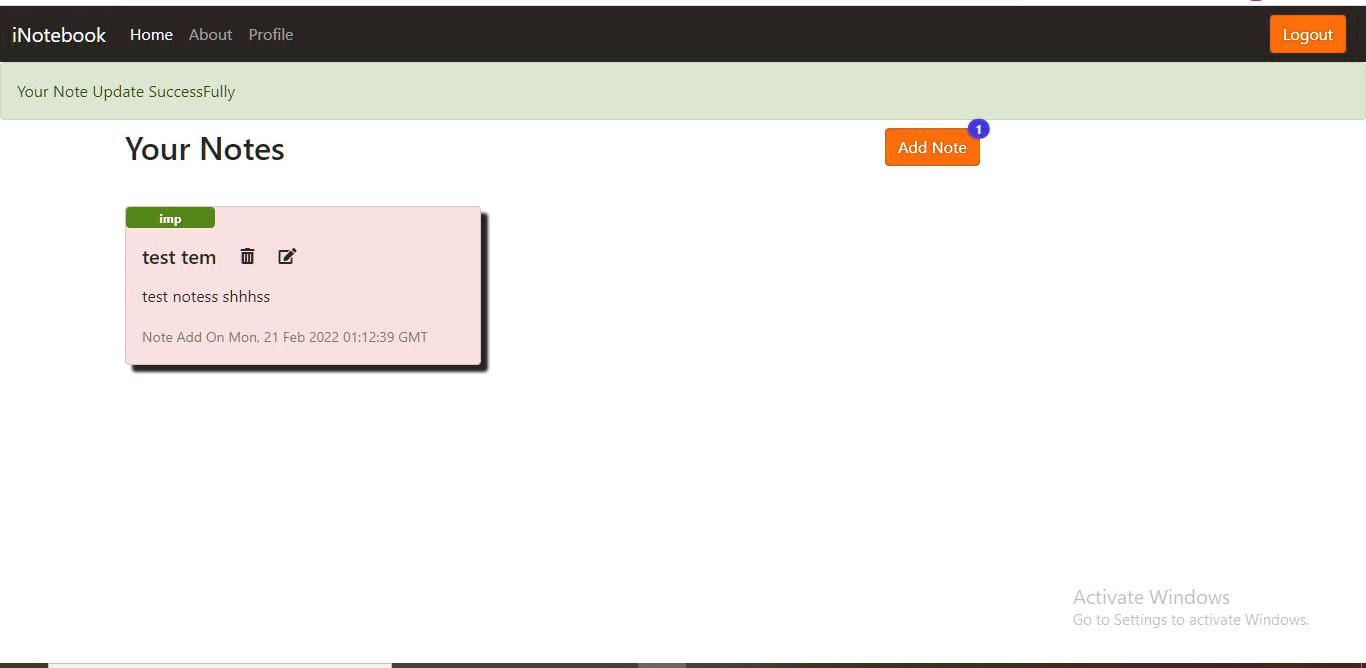 iNotebook Home About Profile Logout
Your Note Update SuccessFully
Your Notes
Add Note 1
imp
test tem
test notess shhhss
Note Add On Mon, 21 Feb 2022 01:12:39 GMT
Activate Windows
Go to Settings to activate Windows.